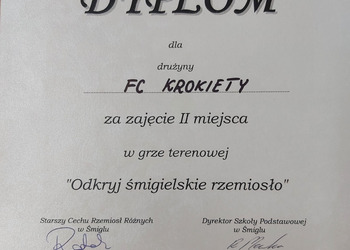 DYPLOM
dla
drużyny
FC KROKIETY
za zajęcie II miejsca
w grze terenowej
"Odkryj śmigielskie rzemiosło"
Starszy Cechu Rzemiosł Różnych
w Śmiglu
Dyrektor Szkoły Podstawowej
w Śmiglu